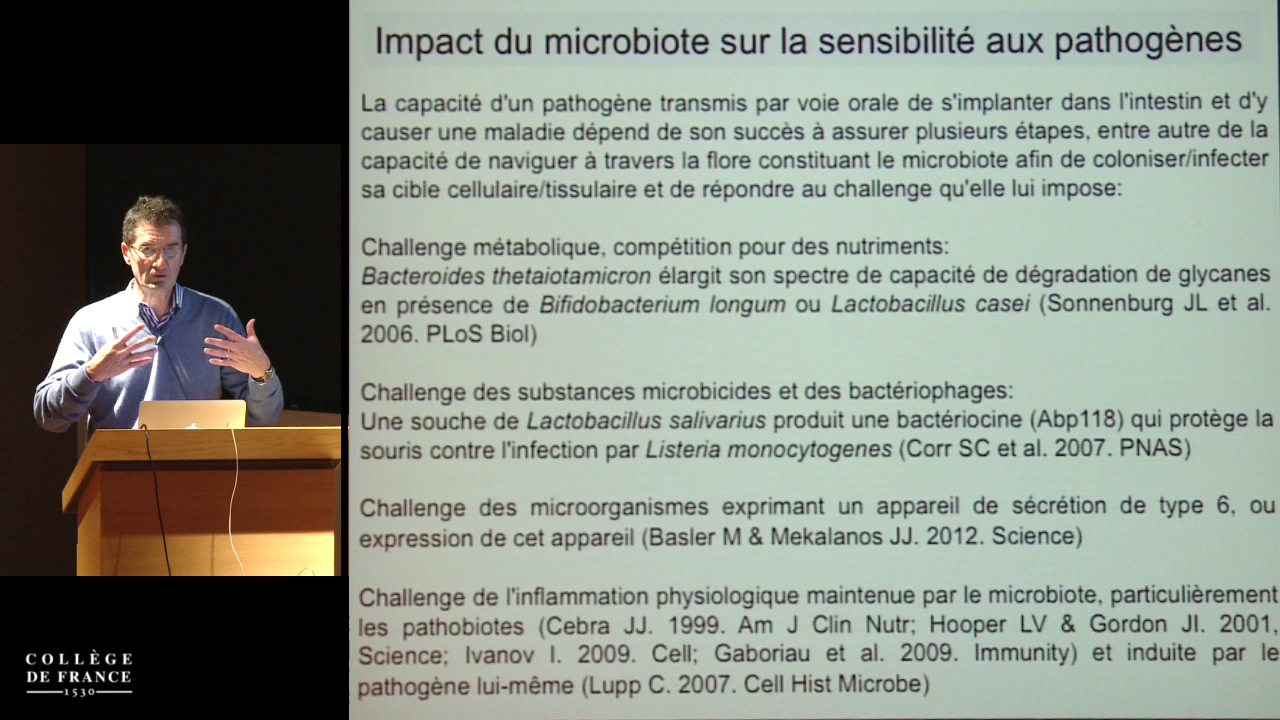 Impact du microbiote sur la sensibilité aux pathogènes
La capacité d'un pathogène transmis par voie orale de s'implanter dans l'intestin et d'y
causer une maladie dépend de son succès à assurer plusieurs étapes, entre autre de la
capacité de naviguer à travers la flore constituant le microbiote afin de coloniser/infecter
sa cible cellulaire/tissulaire et de répondre au challenge qu'elle lui impose:
Challenge métabolique, compétition pour des nutriments:
Bacteroides thetaiotamicron élargit son spectre de capacité de dégradation de glycanes
en présence de Bifidobacterium longum ou Lactobacillus casei (Sonnenburg JL et al.
2006. PLoS Biol)
Challenge des substances microbicides et des bactériophages:
Une souche de Lactobacillus salivarius produit une bactériocine (Abp118) qui protège la
souris contre l'infection par Listeria monocytogenes (Corr SC et al. 2007. PNAS)
Challenge des microorganismes exprimant un appareil de sécrétion de type 6, ou
expression de cet appareil (Basler M & Mekalanos JJ. 2012. Science)
Challenge de l'inflammation physiologique maintenue par le microbiote, particulièrement
les pathobiotes (Cebra JJ. 1999. Am J Clin Nutr; Hooper LV & Gordon JI. 2001,
Science; Ivanov I. 2009. Cell; Gaboriau et al. 2009. Immunity) et induite par le
pathogène lui-même (Lupp C. 2007. Cell Hist Microbe)
COLLÈGE
DE FRANCE
1530